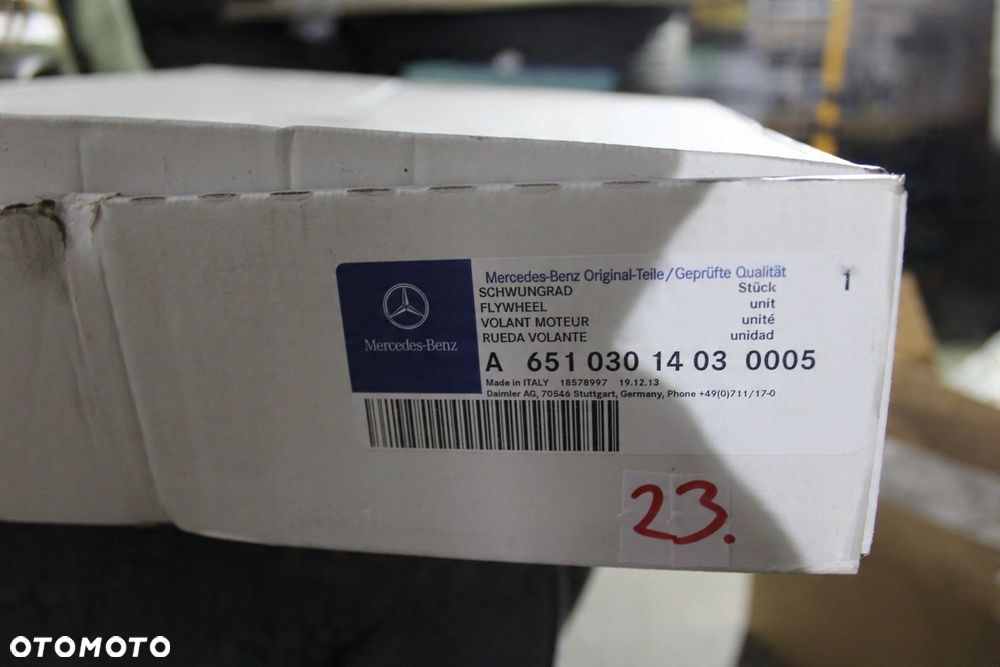 Mercedes-Benz Original-Teile/Geprüfte Qualität 1
SCHWUNGRAD Stück
FLYWHEEL unit
VOLANT MOTEUR unité
RUEDA VOLANTE unidad
Mercedes-Benz
A 651 030 14 03 0005
Made in ITALY 18578997 19.12.13
Daimler AG, 70546 Stuttgart, Germany, Phone +49(0)711/17-0
23.
OTOMOTO